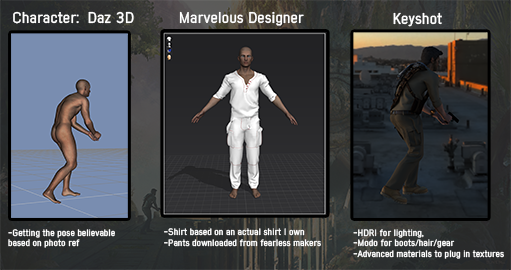 Character: Daz 3D
Marvelous Designer
Keyshot
-Getting the pose believable
based on photo ref
-Shirt based on an actual shirt I own
-Pants downloaded from fearless makers
-HDRI for lighting,
-Modo for boots/hair/gear
-Advanced materials to plug in textures